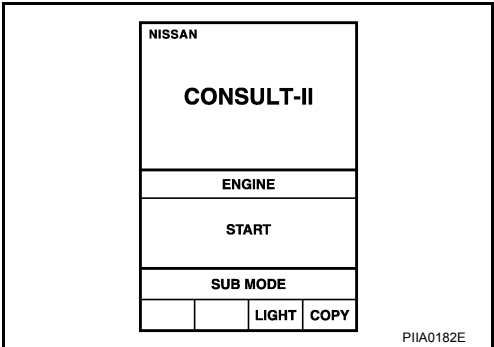 NISSAN
CONSULT-II
ENGINE
START
SUB MODE
LIGHT COPY
PIIA0182E